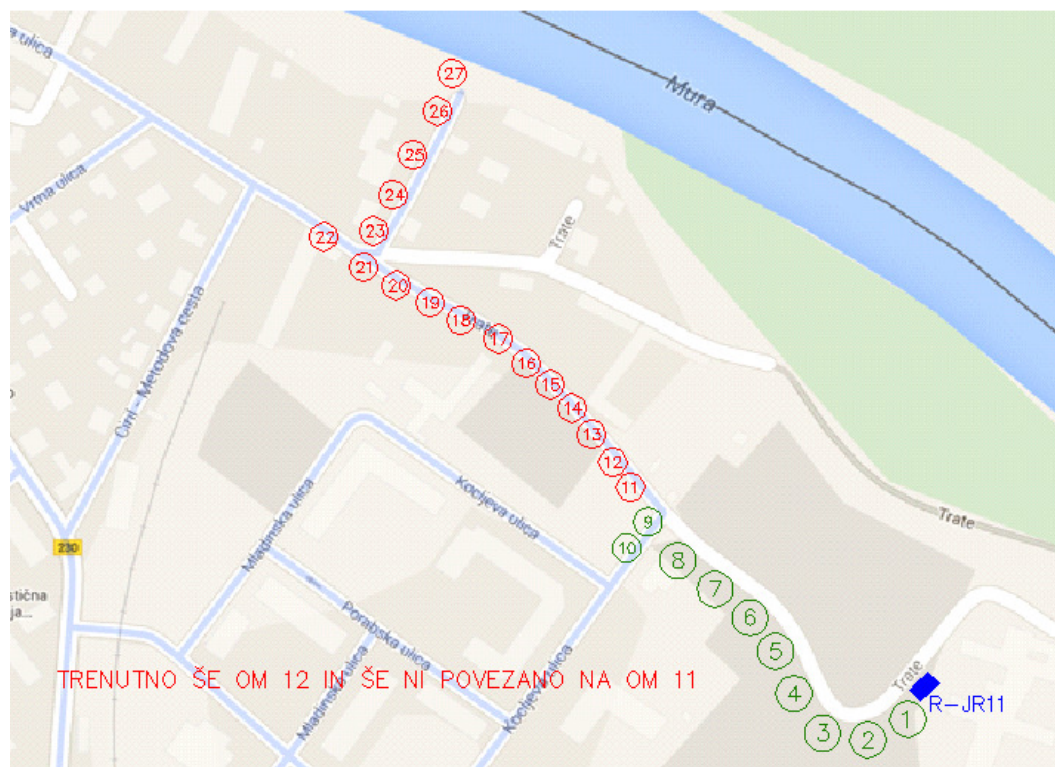 ulica
27
Mura
26
25
Vrtna ulica
24
23
22
Trate
21
20
19
18
17
Ciril - Metodova cesta
16
15
14
13
12
11
Kocljeva ulica
Mladinska ulica
9
Trate
10
8
230
7
6
Porabska ulica
5
TRENUTNO ŠE OM 12 IN ŠE NI POVEZANO NA OM 11
Mladinska ulica
Kocljeva ulica
4
Trate
R-JR11
3
2
1